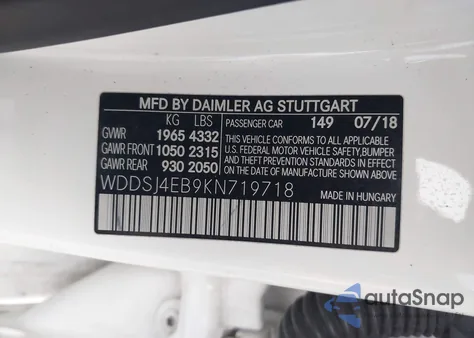 MFD BY DAIMLER AG STUTTGART
KG LBS
PASSENGER CAR 149 07/18
GVWR 1965 4332
GAWR FRONT 1050 2315
GAWR REAR 930 2050
THIS VEHICLE CONFORMS TO ALL APPLICABLE
U.S. FEDERAL MOTOR VEHICLE SAFETY, BUMPER
AND THEFT PREVENTION STANDARDS IN EFFECT
ON THE DATE OF MANUFACTURE SHOWN ABOVE.
WDDSJ4EB9KN719718
MADE IN HUNGARY
autoSnap